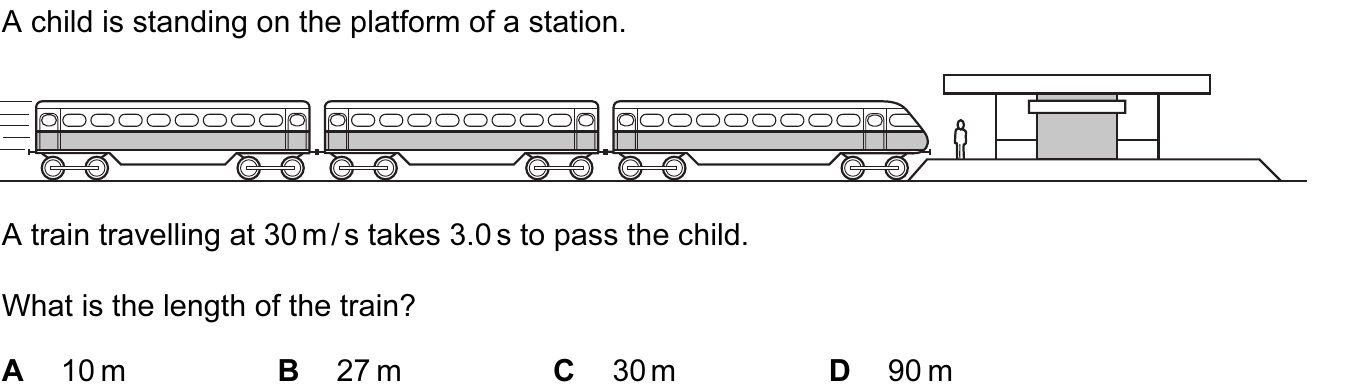 A child is standing on the platform of a station.
A train travelling at 30 m / s takes 3.0 s to pass the child.
What is the length of the train?
A 10 m B 27 m C 30 m D 90 m